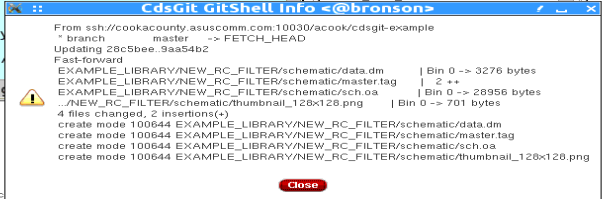 CdsGit GitShell Info <@bronson>
From ssh://cookacounty.asuscomm.com:10030/acook/cdsgit-example
* branch master -> FETCH_HEAD
Updating 28c5bee..9aa54b2
Fast-forward
EXAMPLE_LIBRARY/NEW_RC_FILTER/schematic/data.dm | Bin 0 -> 3276 bytes
EXAMPLE_LIBRARY/NEW_RC_FILTER/schematic/master.tag | 2 ++
EXAMPLE_LIBRARY/NEW_RC_FILTER/schematic/sch.oa | Bin 0 -> 28956 bytes
.../NEW_RC_FILTER/schematic/thumbnail_128x128.png | Bin 0 -> 701 bytes
4 files changed, 2 insertions(+)
create mode 100644 EXAMPLE_LIBRARY/NEW_RC_FILTER/schematic/data.dm
create mode 100644 EXAMPLE_LIBRARY/NEW_RC_FILTER/schematic/master.tag
create mode 100644 EXAMPLE_LIBRARY/NEW_RC_FILTER/schematic/sch.oa
create mode 100644 EXAMPLE_LIBRARY/NEW_RC_FILTER/schematic/thumbnail_128x128.png
Close